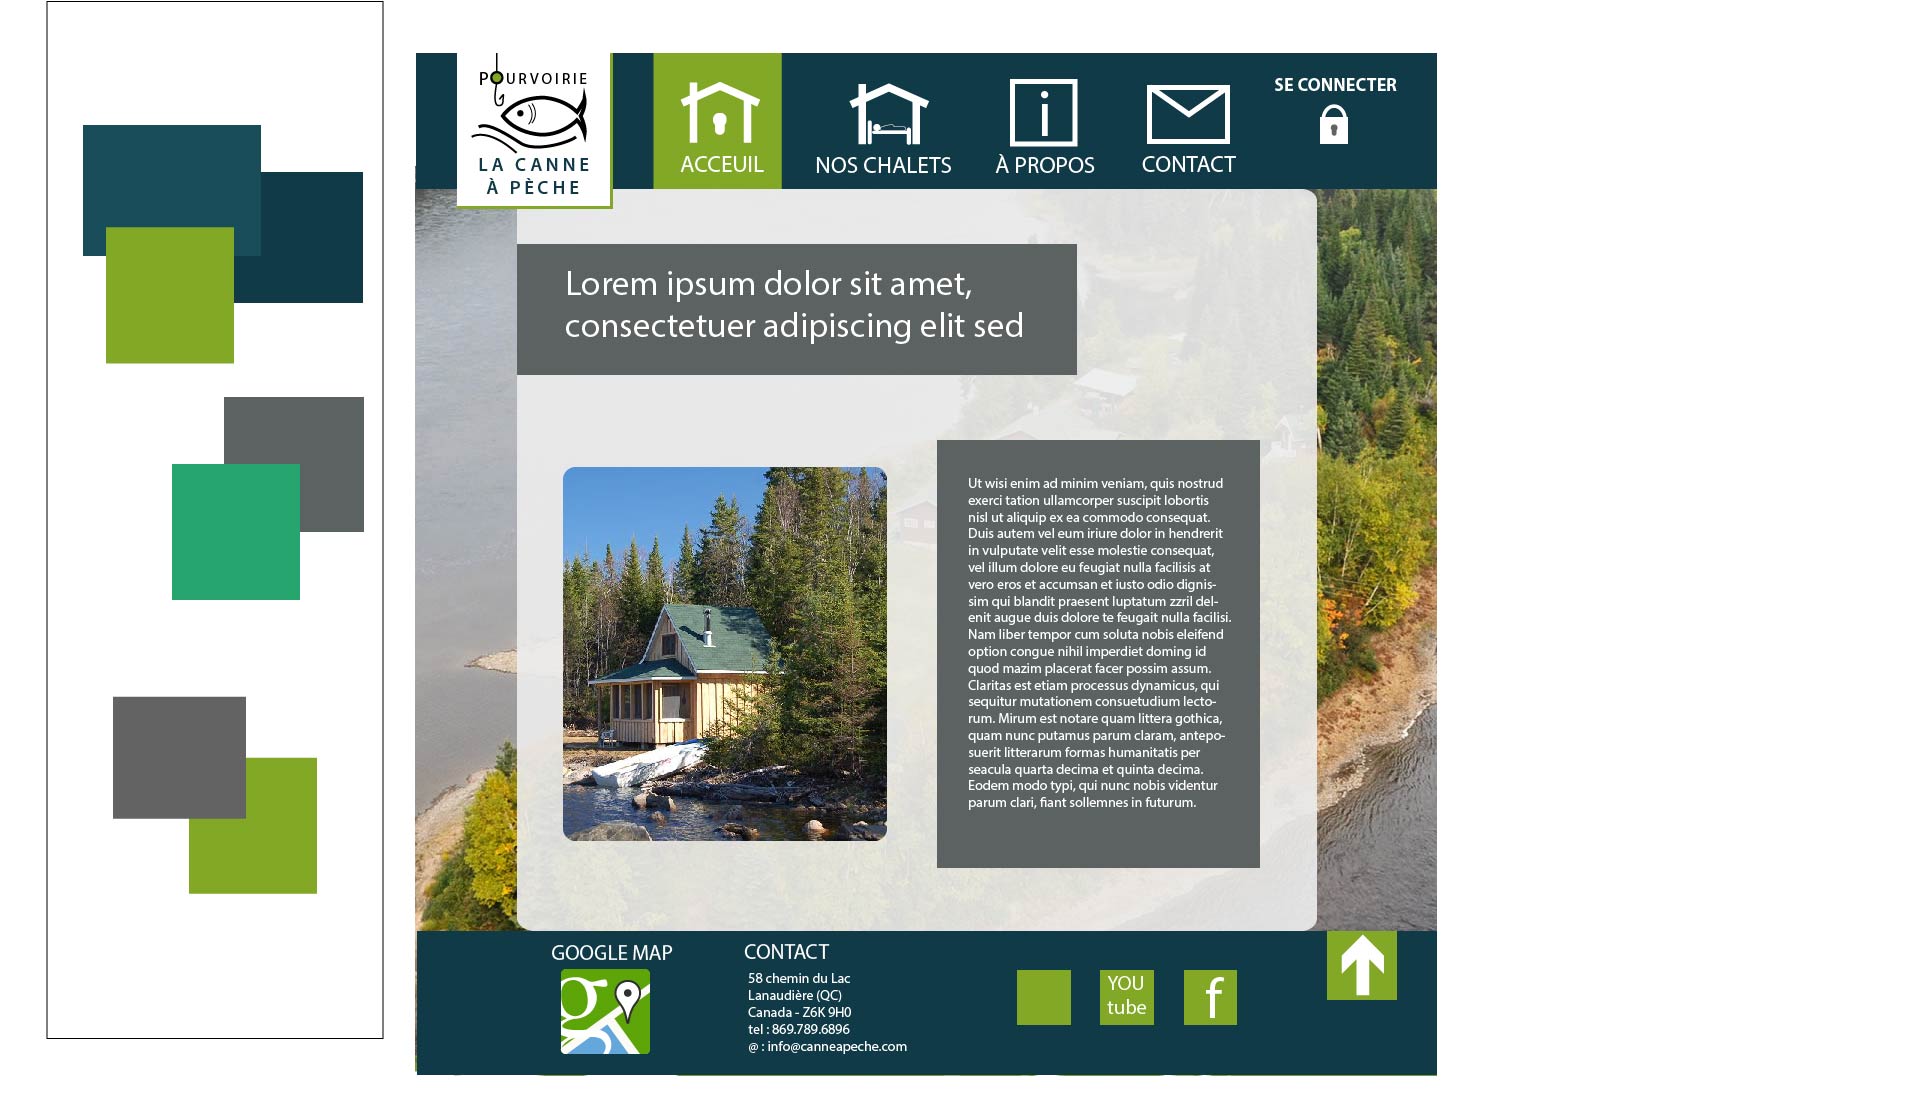 POURVOIRIE
LA CANNE
À PÈCHE
ACCEUIL
NOS CHALETS
À PROPOS
CONTACT
SE CONNECTER
Lorem ipsum dolor sit amet,
consectetuer adipiscing elit sed
Ut wisi enim ad minim veniam, quis nostrud
exerci tation ullamcorper suscipit lobortis
nisl ut aliquip ex ea commodo consequat.
Duis autem vel eum iriure dolor in hendrerit
in vulputate velit esse molestie consequat,
vel illum dolore eu feugiat nulla facilisis at
vero eros et accumsan et iusto odio dignis-
sim qui blandit praesent luptatum zzril del-
enit augue duis dolore te feugait nulla facilisi.
Nam liber tempor cum soluta nobis eleifend
option congue nihil imperdiet doming id
quod mazim placerat facer possim assum.
Claritas est etiam processus dynamicus, qui
sequitur mutationem consuetudium lecto-
rum. Mirum est notare quam littera gothica,
quam nunc putamus parum claram, antepo-
suerit litterarum formas humanitatis per
seacula quarta decima et quinta decima.
Eodem modo typi, qui nunc nobis videntur
parum clari, fiant sollemnes in futurum.
GOOGLE MAP
g
CONTACT
58 chemin du Lac
Lanaudière (QC)
Canada - Z6K 9H0
tel : 869.789.6896
@ : info@canneapeche.com
YOU
tube
f